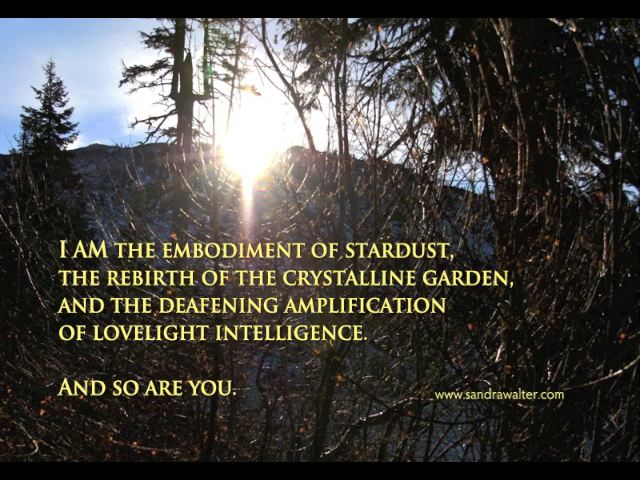 I AM THE EMBODIMENT OF STARDUST,
THE REBIRTH OF THE CRYSTALLINE GARDEN,
AND THE DEAFENING AMPLIFICATION
OF LOVELIGHT INTELLIGENCE.
AND SO ARE YOU.
www.sandrawalter.com